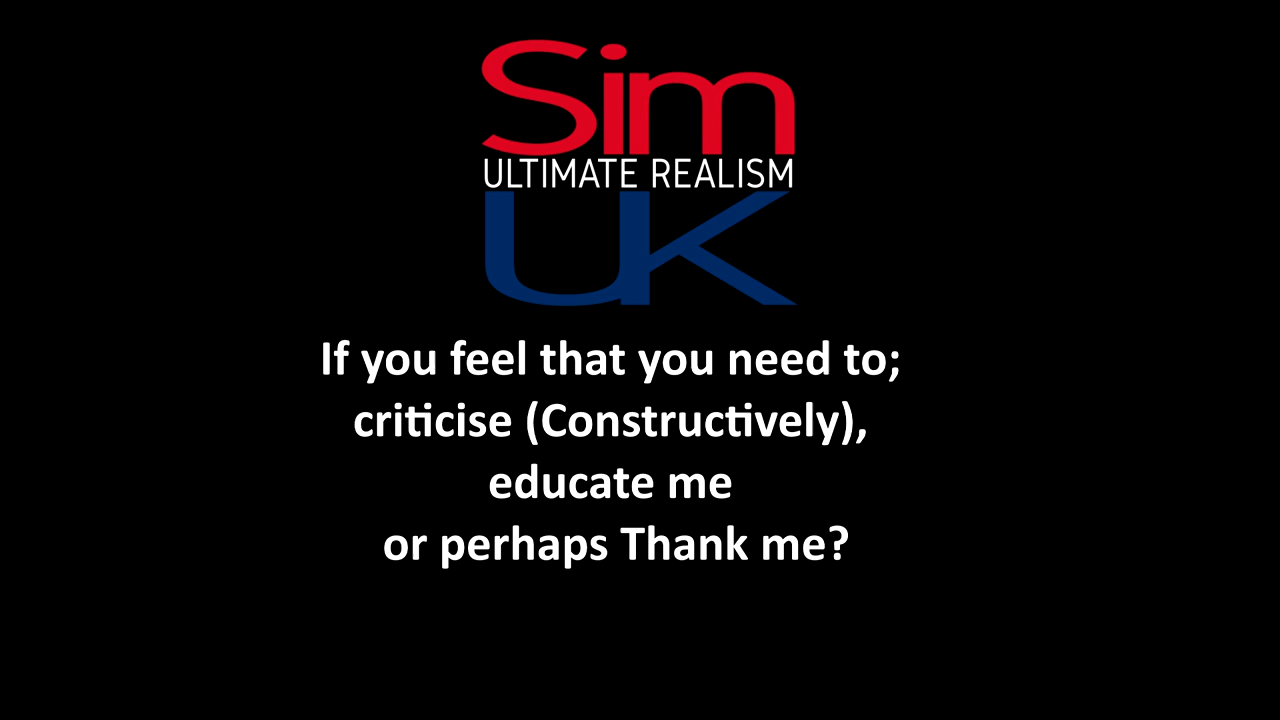 Sim
ULTIMATE REALISM
UK
If you feel that you need to;
criticise (Constructively),
educate me
or perhaps Thank me?